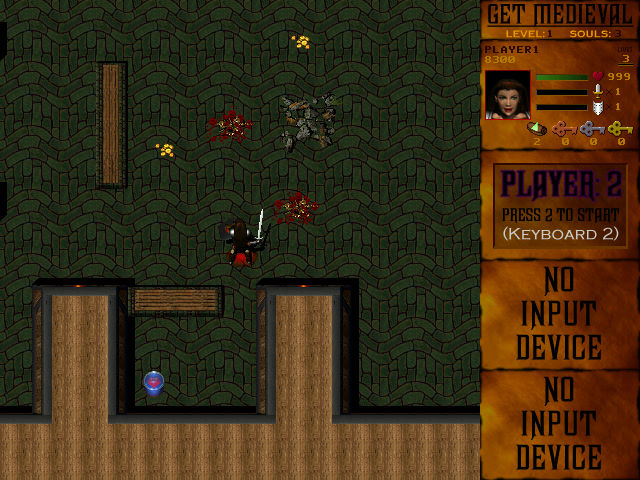 GET MEDIEVAL
LEVEL: 1 SOULS: 3
PLAYER1
8300
3
999
× 1
× 1
2 0 0 0
PLAYER: 2
PRESS 2 TO START
(KEYBOARD 2)
NO
INPUT
DEVICE
NO
INPUT
DEVICE